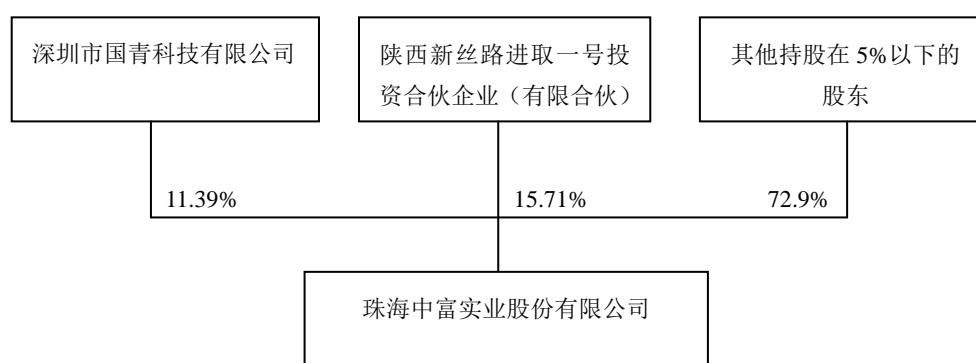 深圳市国青科技有限公司
陕西新丝路进取一号投
资合伙企业（有限合伙）
其他持股在 5%以下的
股东
11.39%
15.71%
72.9%
珠海中富实业股份有限公司